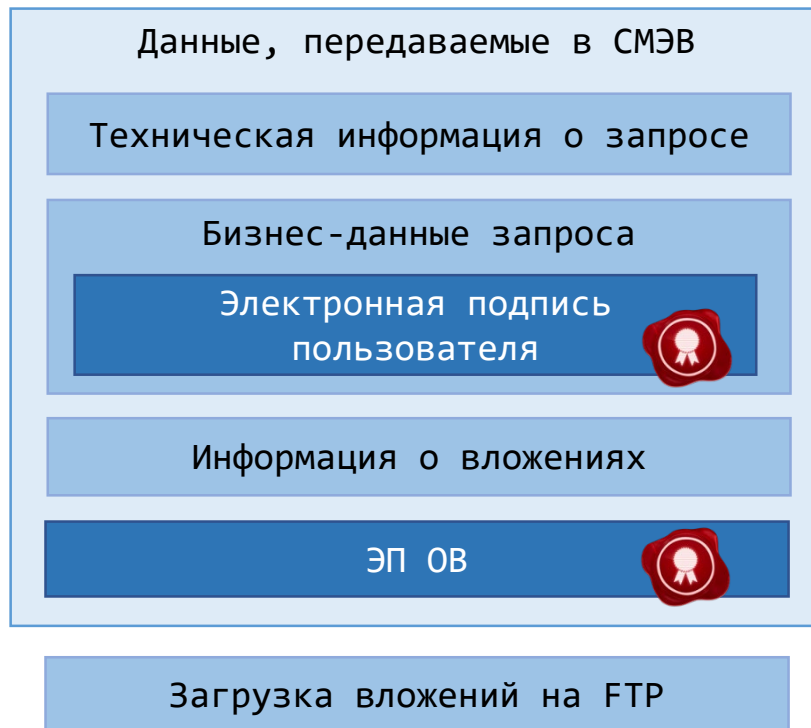 Данные, передаваемые в СМЭВ
Техническая информация о запросе
Бизнес-данные запроса
Электронная подпись
пользователя
Информация о вложениях
ЭП ОВ
Загрузка вложений на FTP